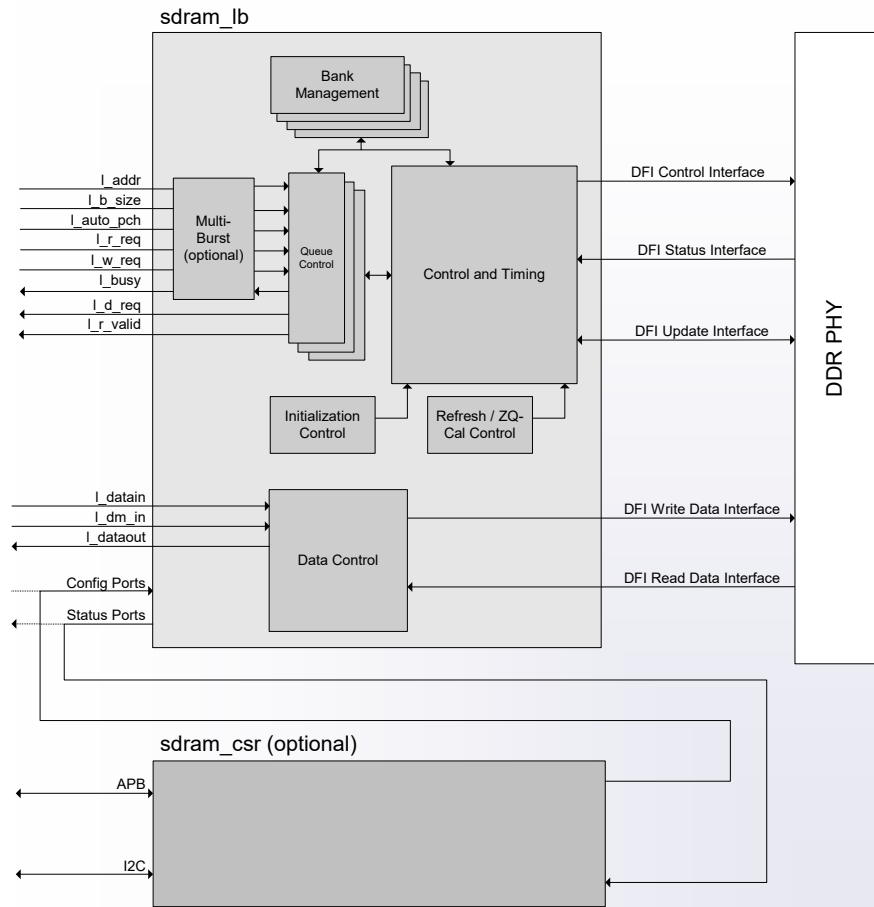 sdram_lb
Bank
Management
l_addr
l_b_size
l_auto_pch
l_r_req
l_w_req
l_busy
l_d_req
l_r_valid
Multi-
Burst
(optional)
Queue
Control
Control and Timing
DFI Control Interface
DFI Status Interface
DFI Update Interface
DDR PHY
Initialization
Control
Refresh / ZQ-
Cal Control
l_datain
l_dm_in
l_dataout
Data Control
DFI Write Data Interface
DFI Read Data Interface
Config Ports
Status Ports
sdram_csr (optional)
APB
I2C